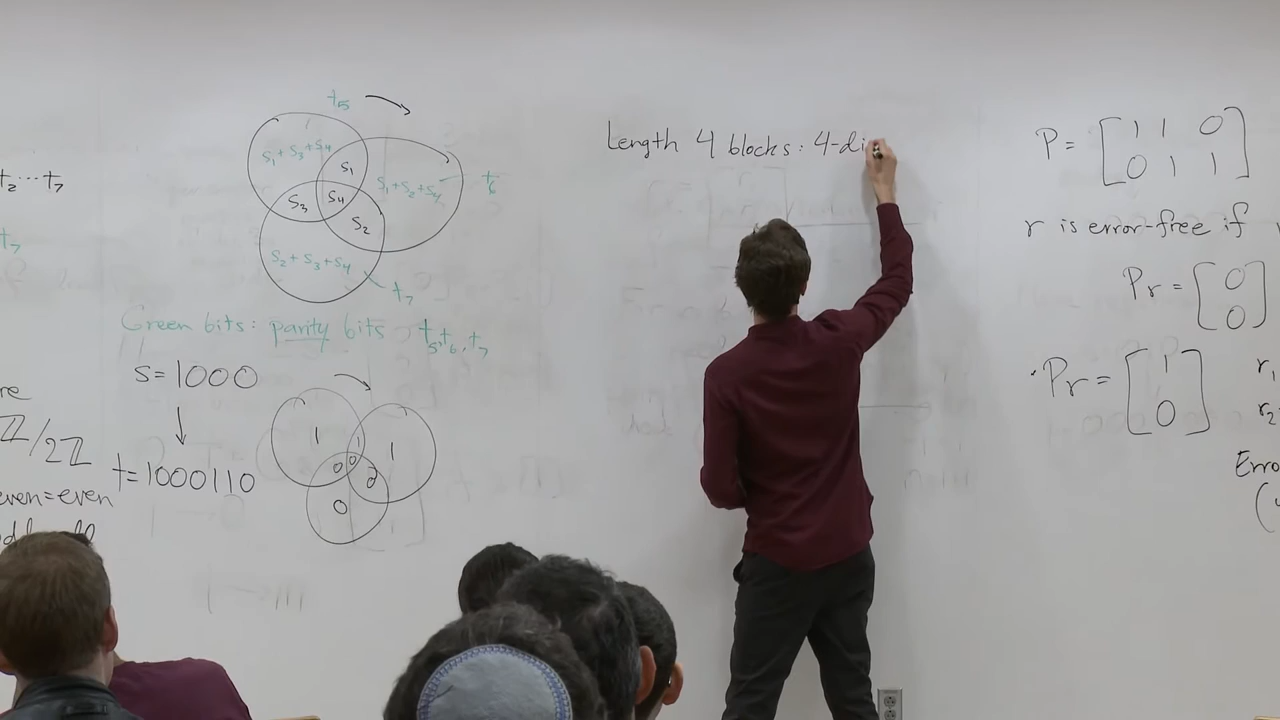 t₂ ... t₇
t₇
t₅
s₁ + s₃ + s₄
s₁
s₁ + s₂ + s₄
t₆
s₃
s₄
s₂
s₂ + s₃ + s₄
t₇
Green bits: parity bits t₅, t₆, t₇
s = 1000
t = 1000110
1
1
1
0
0
0
0
re
ℤ/2ℤ
even = even
Length 4 blocks: 4-di
P = [1 1 0
0 1 1]
r is error-free if
Pr = [0
0]
Pr = [1
0]
r₁
r₂
Erro